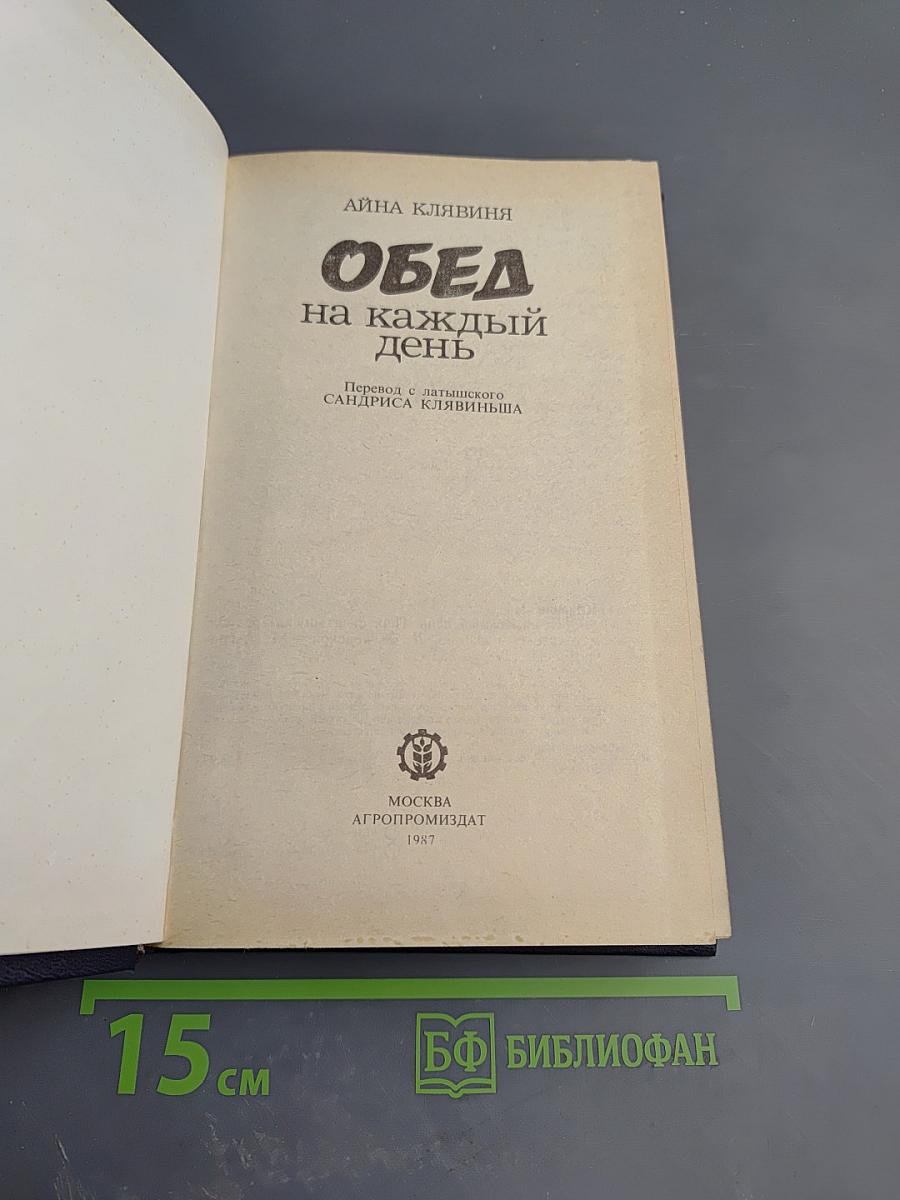 АЙНА КЛЯВИНЯ
ОБЕД
на каждый
день
Перевод с латышского
САНДРИСА КЛЯВИНЬША
МОСКВА
АГРОПРОМИЗДАТ
1987
15 см
БФ БИБЛИОФАН